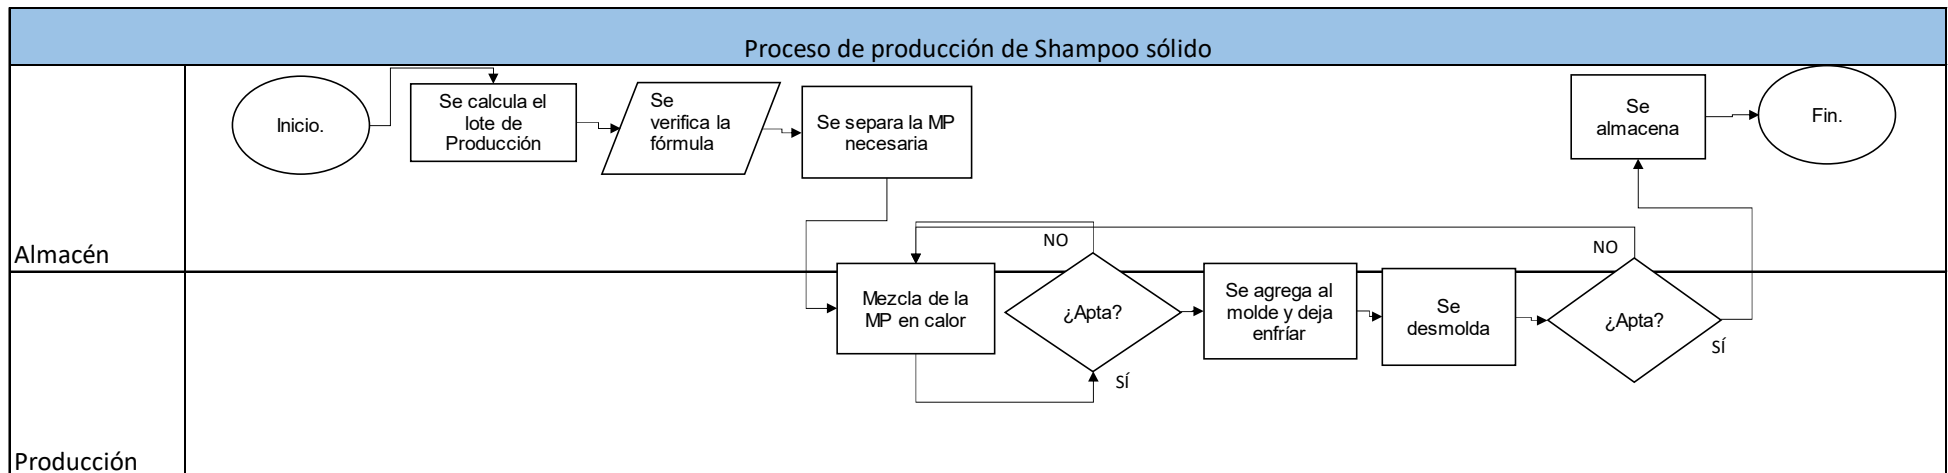 Proceso de producción de Shampoo sólido
Almacén
Inicio.
Se calcula el
lote de
Producción
Se
verifica la
fórmula
Se separa la MP
necesaria
Se
almacena
Fin.
Producción
Mezcla de la
MP en calor
NO
¿Apta?
SÍ
Se agrega al
molde y deja
enfríar
Se
desmolda
NO
¿Apta?
SÍ